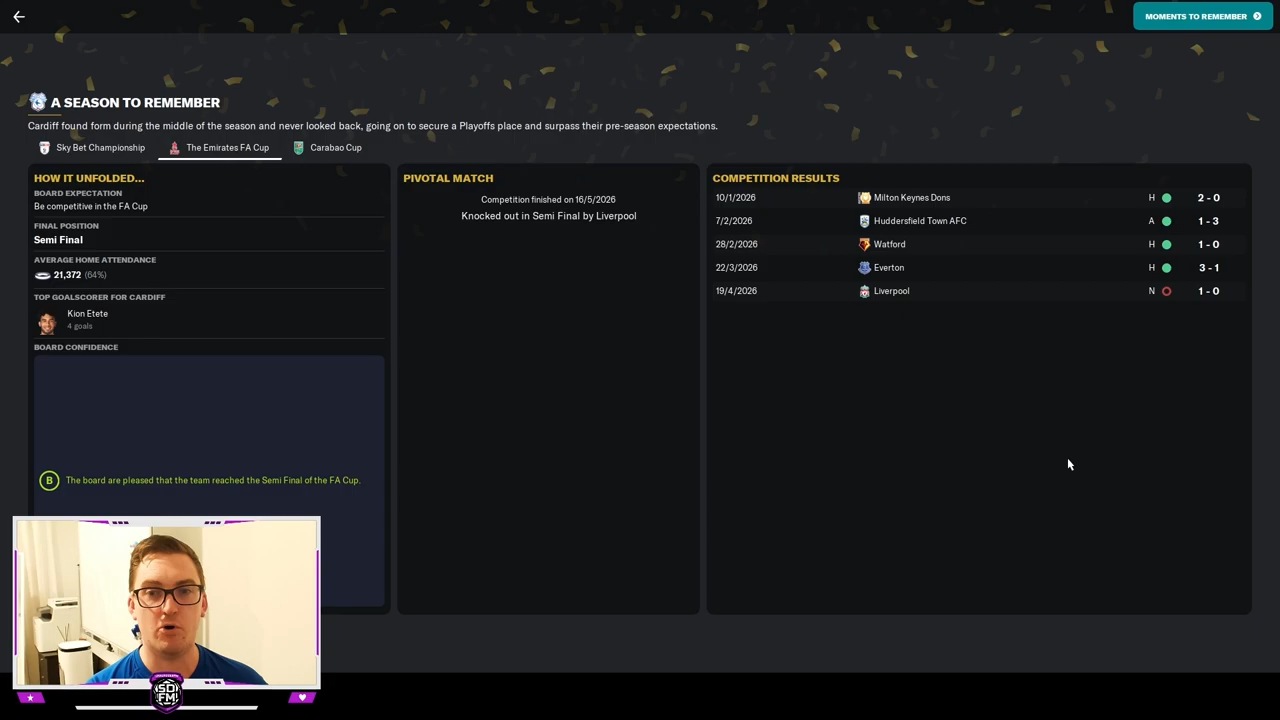 MOMENTS TO REMEMBER
A SEASON TO REMEMBER
Cardiff found form during the middle of the season and never looked back, going on to secure a Playoffs place and surpass their pre-season expectations.
Sky Bet Championship The Emirates FA Cup Carabao Cup
HOW IT UNFOLDED...
BOARD EXPECTATION
Be competitive in the FA Cup
FINAL POSITION
Semi Final
AVERAGE HOME ATTENDANCE
21,372 (64%)
TOP GOALSCORER FOR CARDIFF
Kion Etete
4 goals
BOARD CONFIDENCE
B The board are pleased that the team reached the Semi Final of the FA Cup.
PIVOTAL MATCH
Competition finished on 16/5/2026
Knocked out in Semi Final by Liverpool
COMPETITION RESULTS
10/1/2026 Milton Keynes Dons H 2 - 0
7/2/2026 Huddersfield Town AFC A 1 - 3
28/2/2026 Watford H 1 - 0
22/3/2026 Everton H 3 - 1
19/4/2026 Liverpool N 1 - 0
SD
FM